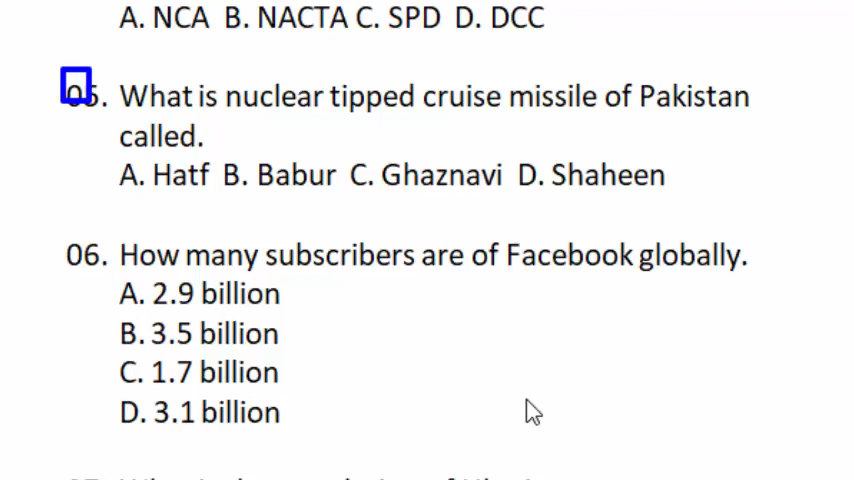 A. NCA B. NACTA C. SPD D. DCC
05. What is nuclear tipped cruise missile of Pakistan
called.
A. Hatf B. Babur C. Ghaznavi D. Shaheen
06. How many subscribers are of Facebook globally.
A. 2.9 billion
B. 3.5 billion
C. 1.7 billion
D. 3.1 billion